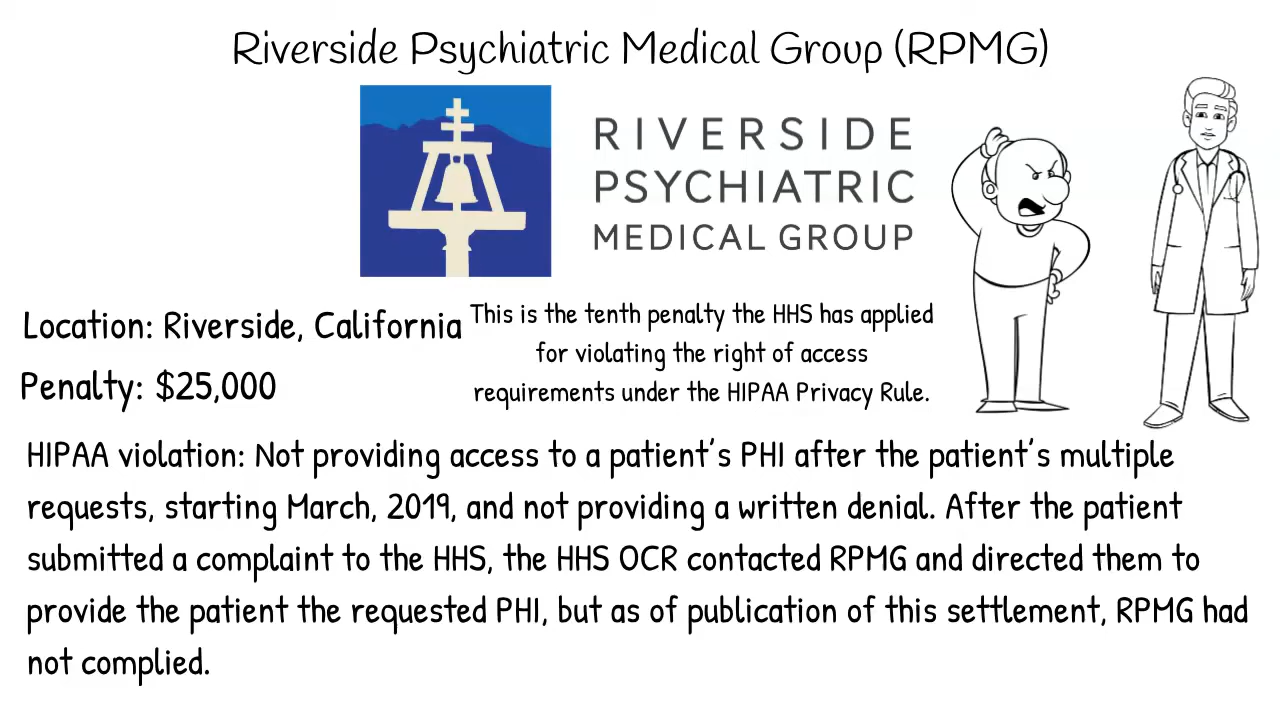 Riverside Psychiatric Medical Group (RPMG)
RIVERSIDE
PSYCHIATRIC
MEDICAL GROUP
Location: Riverside, California
Penalty: $25,000
This is the tenth penalty the HHS has applied
for violating the right of access
requirements under the HIPAA Privacy Rule.
HIPAA violation: Not providing access to a patient's PHI after the patient's multiple
requests, starting March, 2019, and not providing a written denial. After the patient
submitted a complaint to the HHS, the HHS OCR contacted RPMG and directed them to
provide the patient the requested PHI, but as of publication of this settlement, RPMG had
not complied.